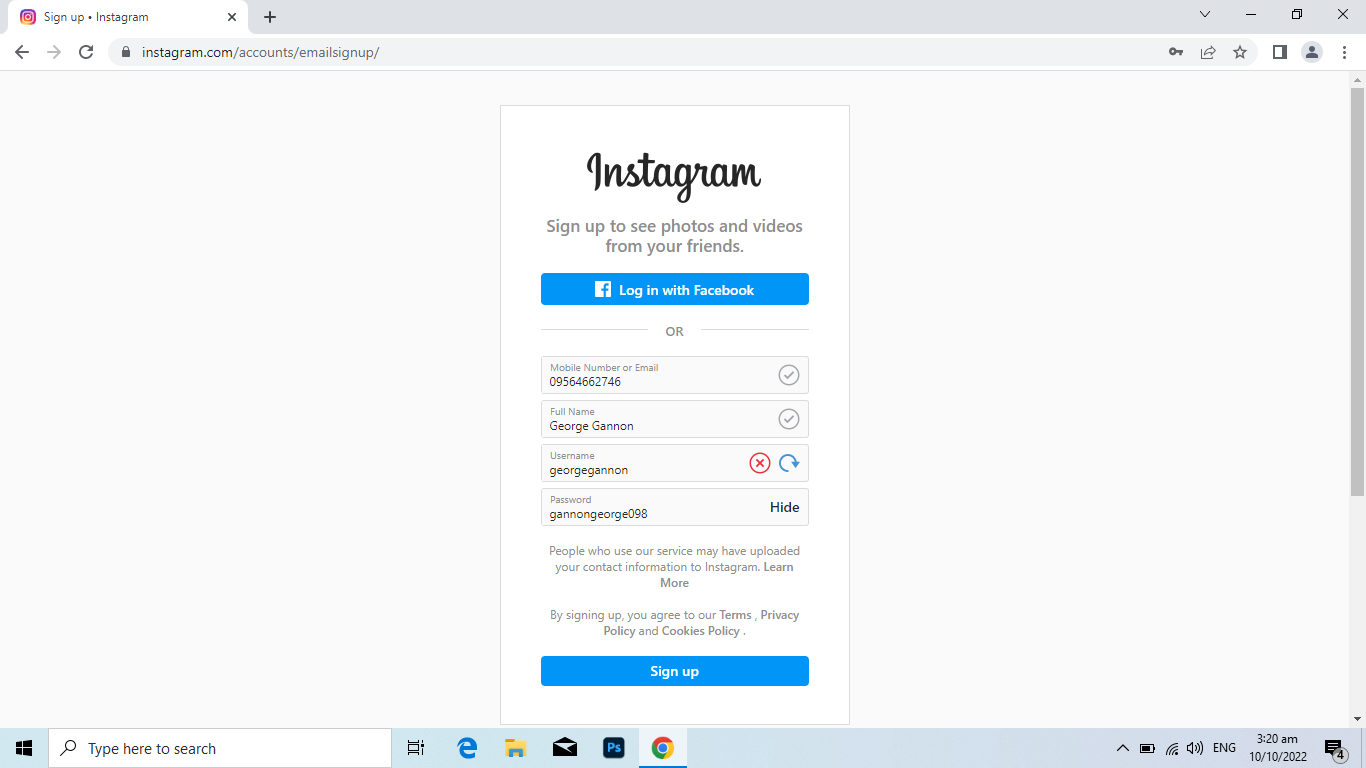 Sign up • Instagram
instagram.com/accounts/emailsignup/
Instagram
Sign up to see photos and videos
from your friends.
Log in with Facebook
OR
Mobile Number or Email
09564662746
Full Name
George Gannon
Username
georgegannon
Password
gannongeorge098
Hide
People who use our service may have uploaded
your contact information to Instagram. Learn
More
By signing up, you agree to our Terms , Privacy
Policy and Cookies Policy .
Sign up
Type here to search
Ps
ENG
3:20 am
10/10/2022
4